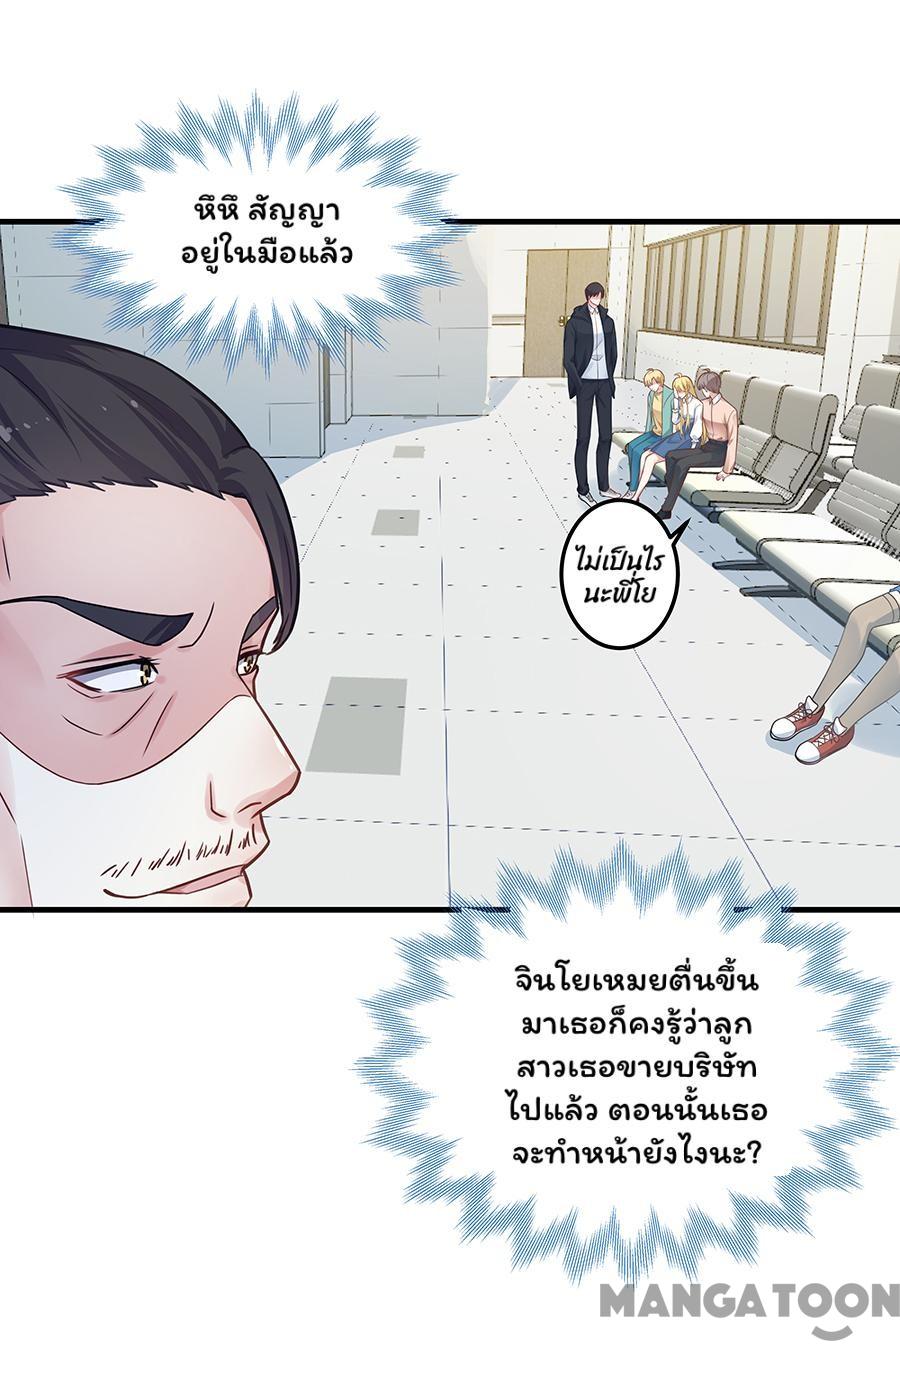 หึหึ สัญญา
อยู่ในมือแล้ว
ไม่เป็นไร
นะพี่โย
จินโยเหมยตื่นขึ้น
มาเธอก็คงรู้ว่าลูก
สาวเธอขายบริษัท
ไปแล้ว ตอนนั้นเธอ
จะทำหน้ายังไงนะ?
MANGATOON